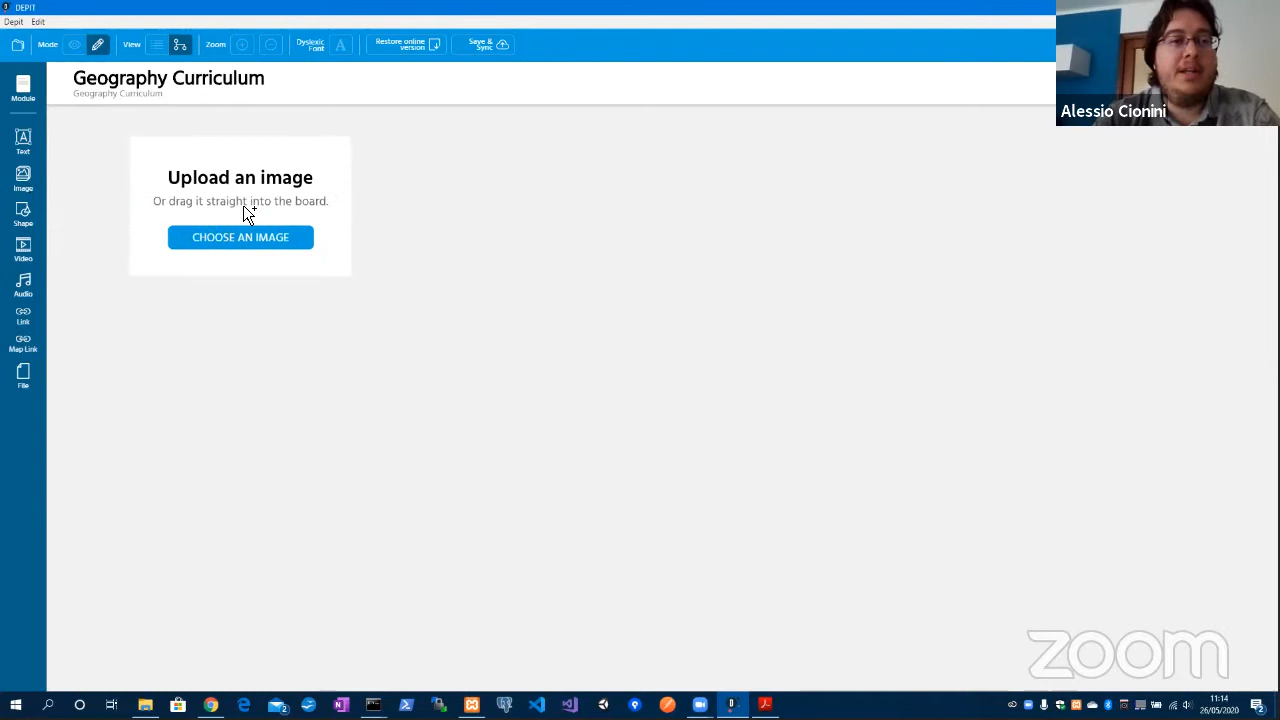 DEPIT
Depit Edit
Mode View Zoom Dyslexic Font A Restore online version Save & Sync
Geography Curriculum
Geography Curriculum
Module
Text
Image
Shape
Video
Audio
Link
Map Link
File
Upload an image
Or drag it straight into the board.
CHOOSE AN IMAGE
Alessio Cionini
zoom
11:14
26/05/2020